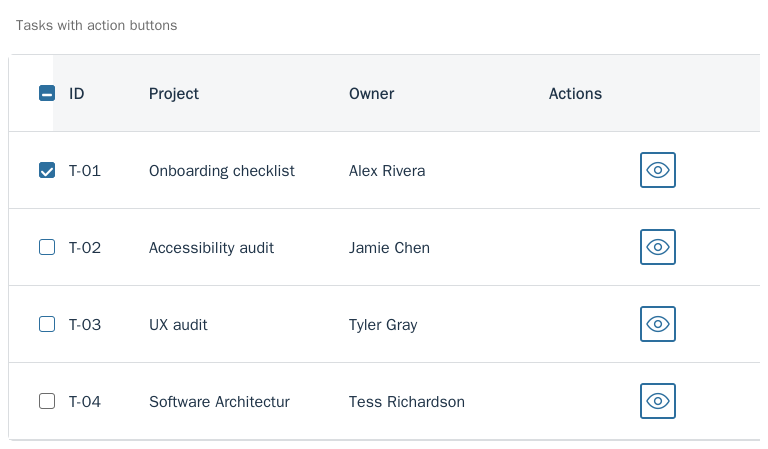 Tasks with action buttons
ID Project Owner Actions
T-01 Onboarding checklist Alex Rivera
T-02 Accessibility audit Jamie Chen
T-03 UX audit Tyler Gray
T-04 Software Architectur Tess Richardson